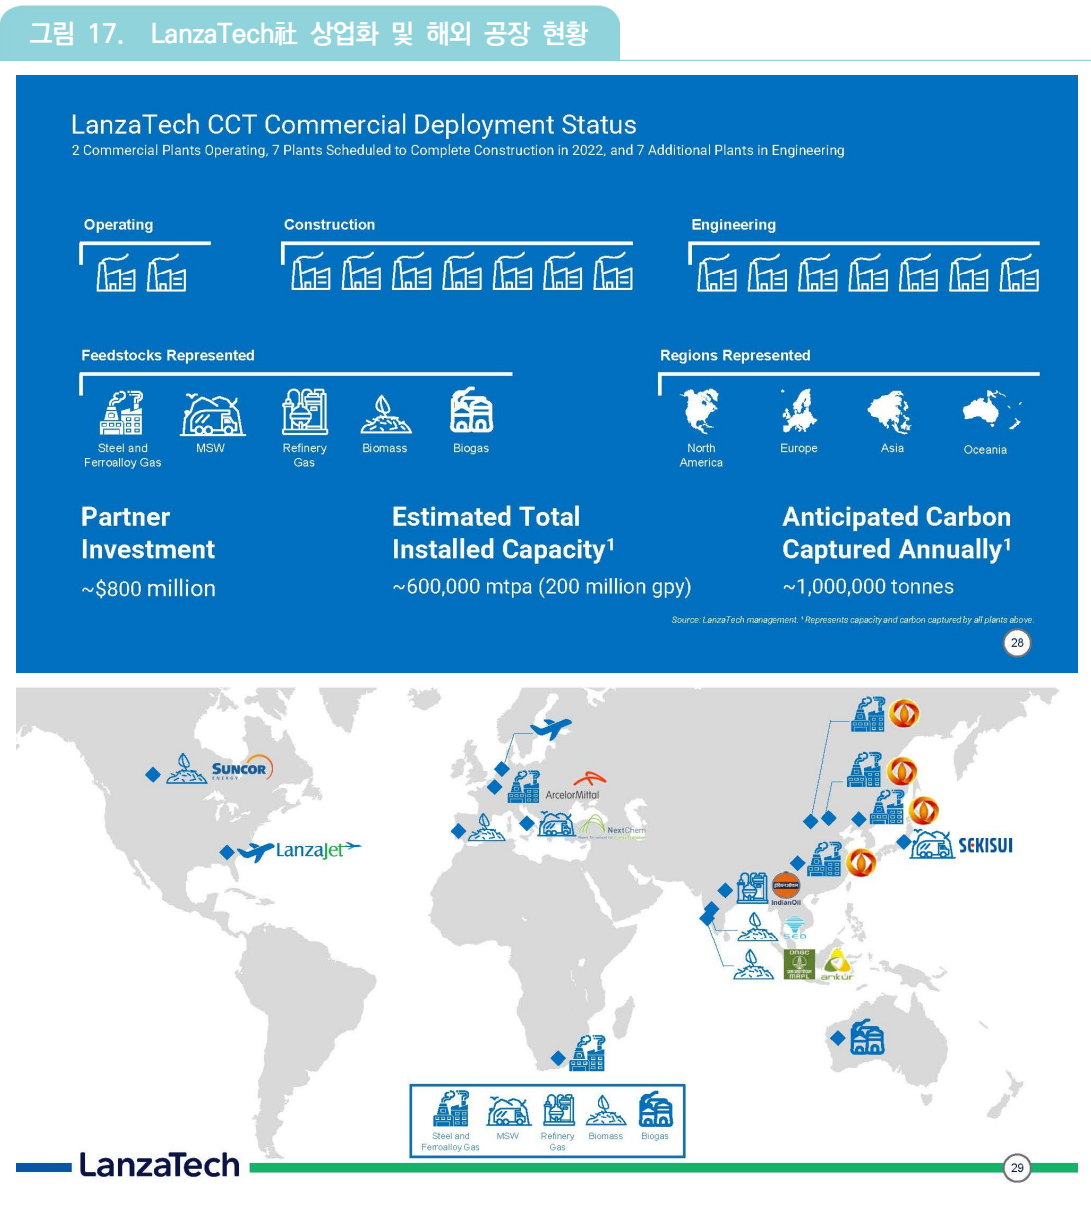 그림 17. LanzaTech社 상업화 및 해외 공장 현황
LanzaTech CCT Commercial Deployment Status
2 Commercial Plants Operating, 7 Plants Scheduled to Complete Construction in 2022, and 7 Additional Plants in Engineering
Operating
Construction
Engineering
Feedstocks Represented
Regions Represented
Steel and
Ferroalloy Gas
MSW
Refinery
Gas
Biomass
Biogas
North
America
Europe
Asia
Oceania
Partner
Investment
~$800 million
Estimated Total
Installed Capacity¹
~600,000 mtpa (200 million gpy)
Anticipated Carbon
Captured Annually¹
~1,000,000 tonnes
Source: LanzaTech management. ¹ Represents capacity and carbon captured by all plants above.
28
SUNCOR
ENERGY
LanzaJet
ArcelorMittal
NextChem
SEKISUI
IndianOil
SED
ONGC
MRPL
ankur
Steel and
Ferroalloy Gas
MSW
Refinery
Gas
Biomass
Biogas
LanzaTech
29